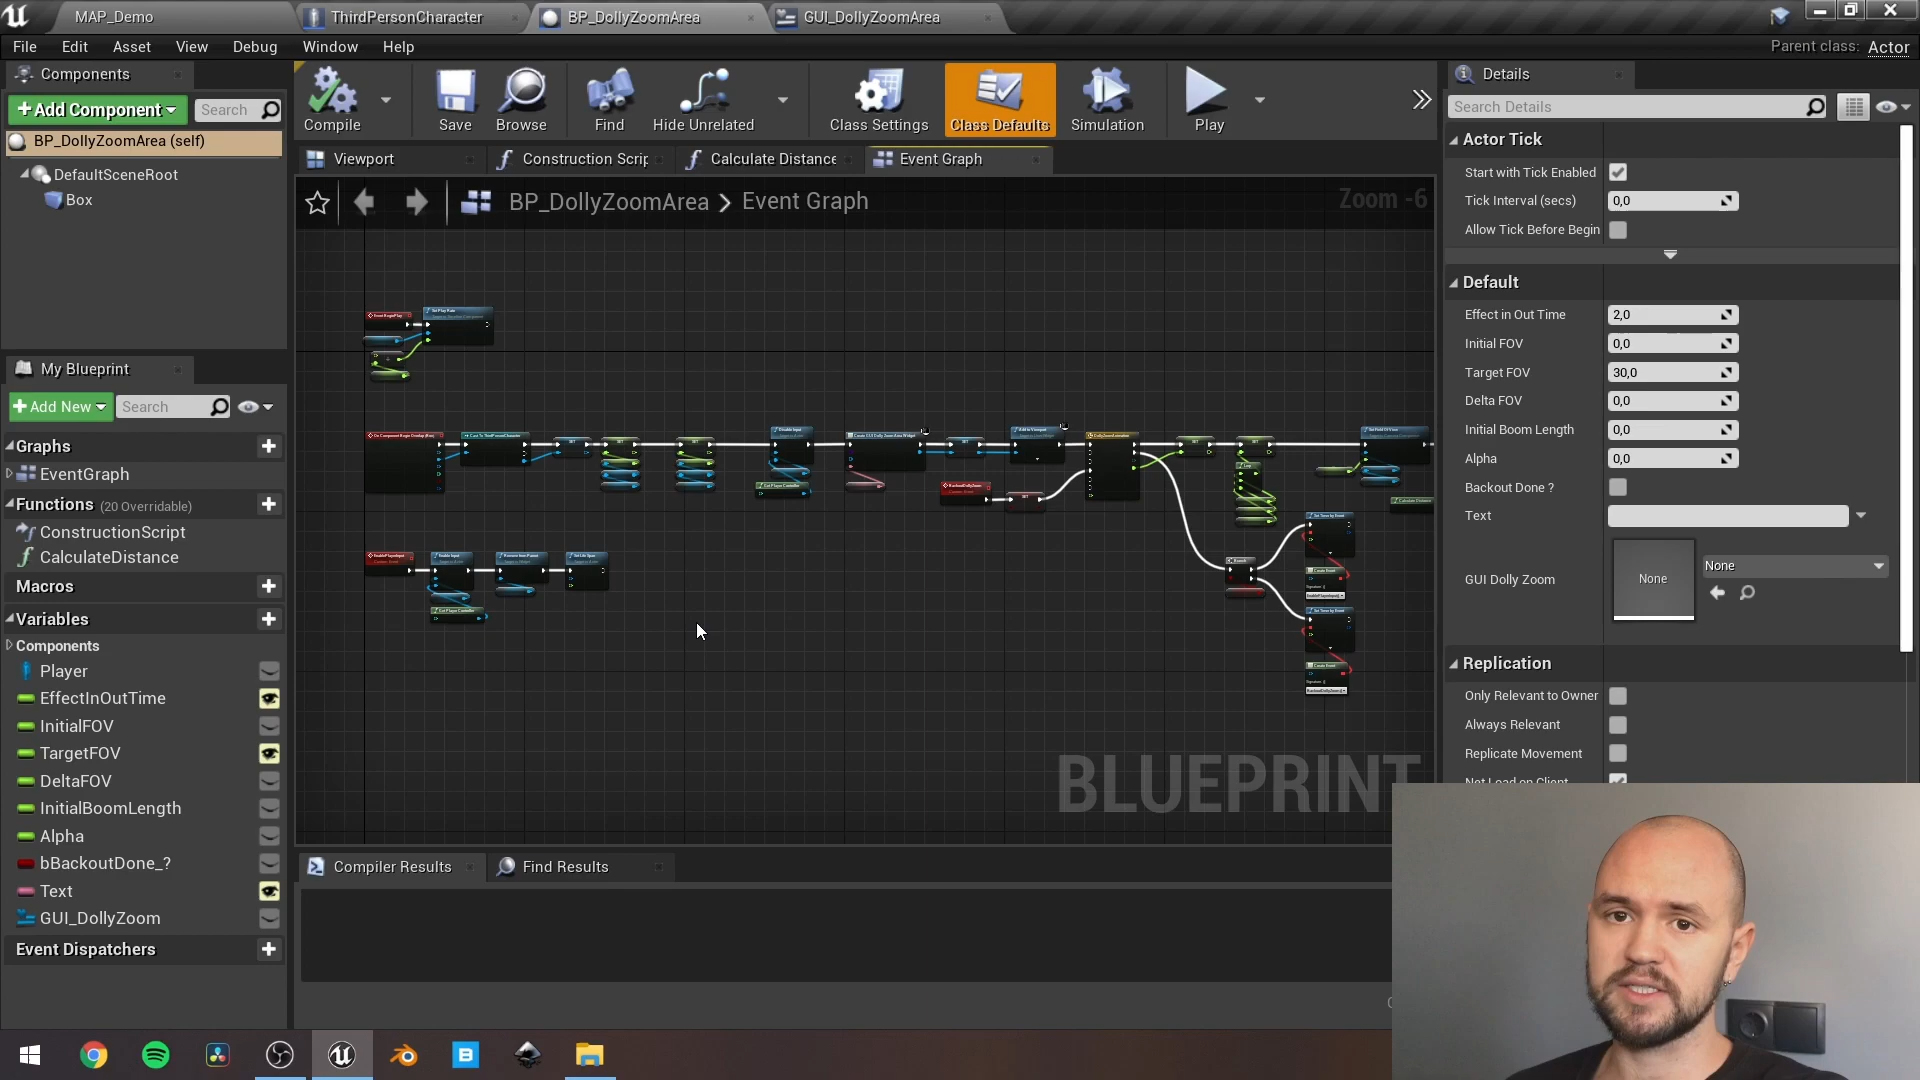 MAP_Demo
ThirdPersonCharacter
BP_DollyZoomArea
GUI_DollyZoomArea
File Edit Asset View Debug Window Help
Parent class: Actor
Components
Add Component
Search
BP_DollyZoomArea (self)
DefaultSceneRoot
Box
Compile
Save
Browse
Find
Hide Unrelated
Class Settings
Class Defaults
Simulation
Play
Viewport
Construction Scrip
Calculate Distance
Event Graph
BP_DollyZoomArea
Event Graph
Zoom -6
BLUEPRINT
My Blueprint
Add New
Search
Graphs
EventGraph
Functions (20 Overridable)
ConstructionScript
CalculateDistance
Macros
Variables
Components
Player
EffectInOutTime
InitialFOV
TargetFOV
DeltaFOV
InitialBoomLength
Alpha
bBackoutDone_?
Text
GUI_DollyZoom
Event Dispatchers
Compiler Results
Find Results
Details
Search Details
Actor Tick
Start with Tick Enabled
Tick Interval (secs) 0,0
Allow Tick Before Begin
Default
Effect in Out Time 2,0
Initial FOV 0,0
Target FOV 30,0
Delta FOV 0,0
Initial Boom Length 0,0
Alpha 0,0
Backout Done ?
Text
GUI Dolly Zoom
None
None
Replication
Only Relevant to Owner
Always Relevant
Replicate Movement
Net Load on Client